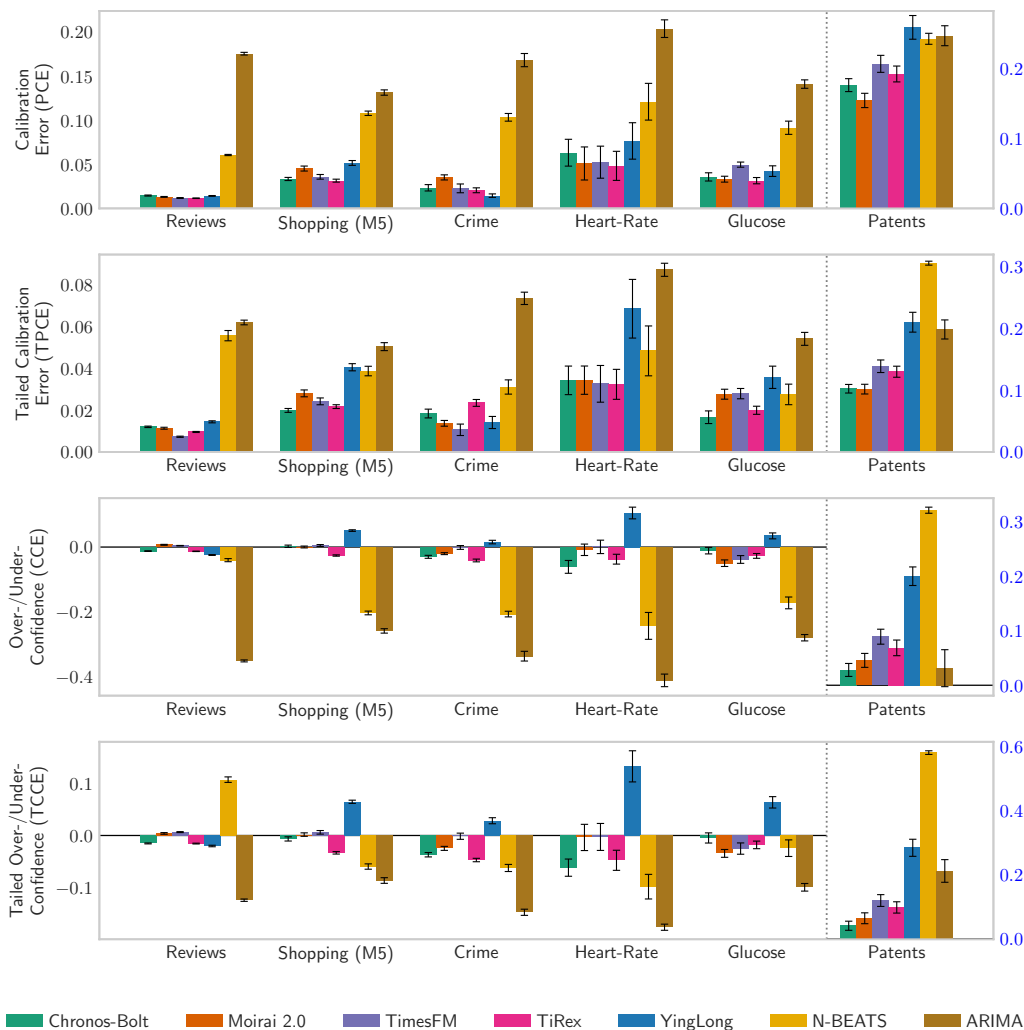 Calibration
Error (PCE)
0.20
0.15
0.10
0.05
0.00
0.2
0.1
0.0
Reviews Shopping (M5) Crime Heart-Rate Glucose Patents
Tailed Calibration
Error (TPCE)
0.08
0.06
0.04
0.02
0.00
0.3
0.2
0.1
0.0
Reviews Shopping (M5) Crime Heart-Rate Glucose Patents
Over-/Under-
Confidence (CCE)
0.0
−0.2
−0.4
0.3
0.2
0.1
0.0
Reviews Shopping (M5) Crime Heart-Rate Glucose Patents
Tailed Over-/Under-
Confidence (TCCE)
0.1
0.0
−0.1
0.6
0.4
0.2
0.0
Reviews Shopping (M5) Crime Heart-Rate Glucose Patents
Chronos-Bolt Moirai 2.0 TimesFM TiRex YingLong N-BEATS ARIMA